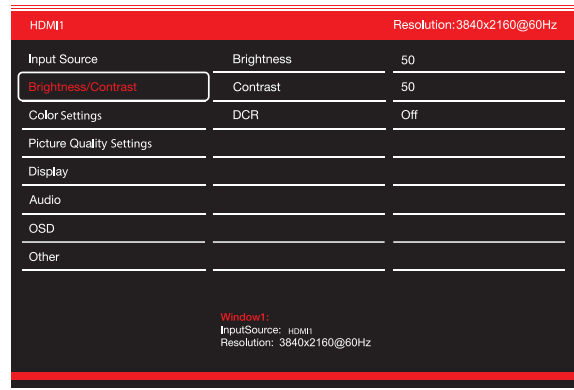 HDMI1 Resolution:3840x2160@60Hz
Input Source Brightness 50
Brightness/Contrast Contrast 50
Color Settings DCR Off
Picture Quality Settings
Display
Audio
OSD
Other
Window1:
InputSource: HDMI1
Resolution: 3840x2160@60Hz